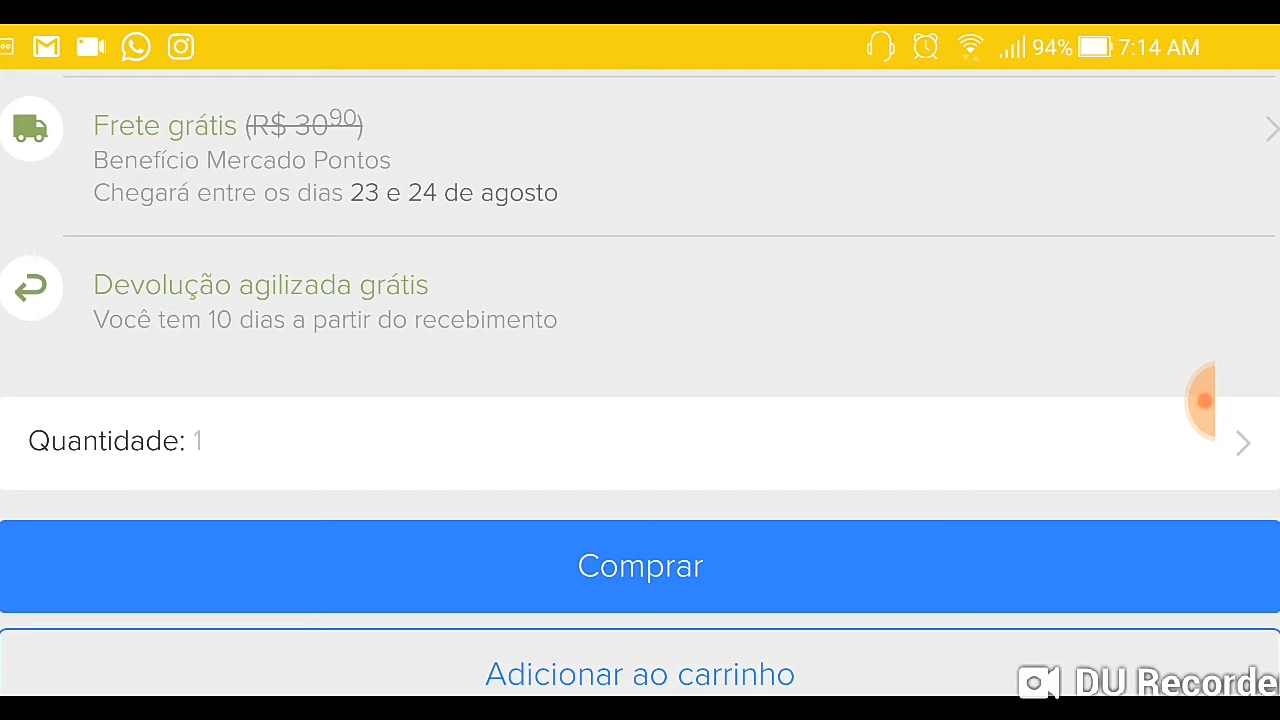 94% 7:14 AM
Frete grátis (R$ 30⁹⁰)
Benefício Mercado Pontos
Chegará entre os dias 23 e 24 de agosto
Devolução agilizada grátis
Você tem 10 dias a partir do recebimento
Quantidade: 1
Comprar
Adicionar ao carrinho
DU Recorde